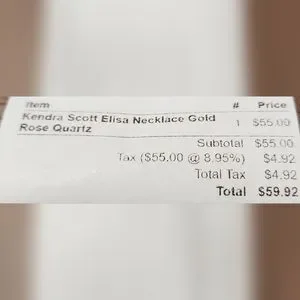 Item # Price
Kendra Scott Elisa Necklace Gold 1 $55.00
Rose Quartz
Subtotal $55.00
Tax ($55.00 @ 8.95%) $4.92
Total Tax $4.92
Total $59.92